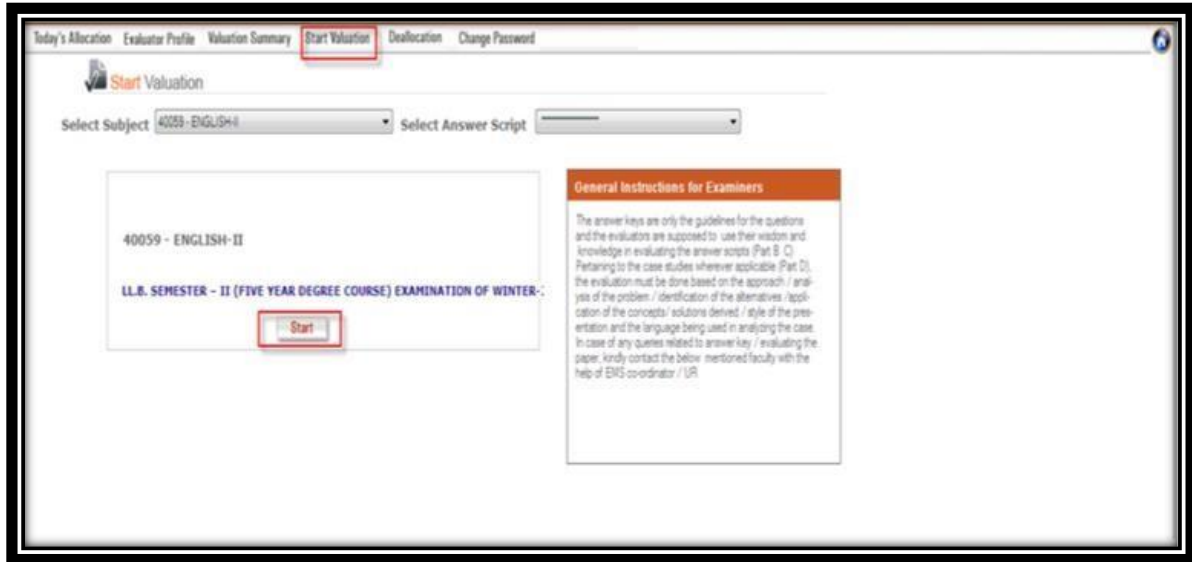 Today's Allocation Evaluator Profile Valuation Summary Start Valuation Deallocation Change Password
Start Valuation
Select Subject 40059 - ENGLISH-II Select Answer Script
General Instructions for Examiners
The answer keys are only the guidelines for the questions
and the evaluators are supposed to use their wisdom and
knowledge in evaluating the answer scripts (Part B, C)
Pertaining to the case studies wherever applicable (Part D),
the evaluation must be done based on the approach / anal-
ysis of the problem / identification of the alternatives /appli-
cation of the concepts/ solutions derived / style of the pres-
entation and the language being used in analyzing the case.
In case of any queries related to answer key / evaluating the
paper, kindly contact the below mentioned faculty with the
help of EMS co-ordinator / UR
40059 - ENGLISH-II
LL.B. SEMESTER - II (FIVE YEAR DEGREE COURSE) EXAMINATION OF WINTER-
Start